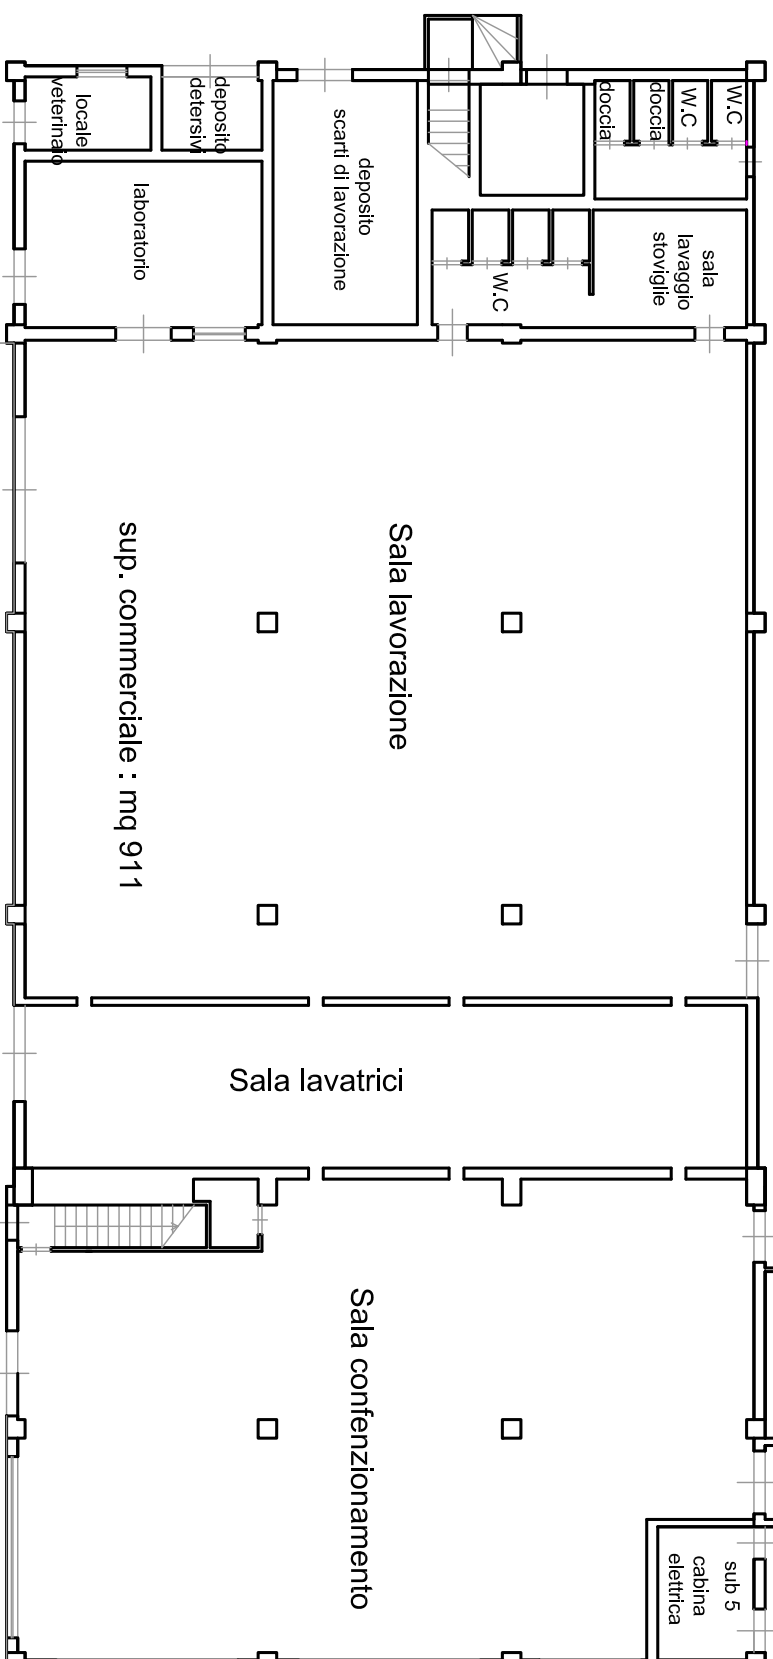 locale
veterinaio
deposito
detersivi
deposito
scarti di lavorazione
doccia
doccia
W.C
W.C
laboratorio
W.C
sala
lavaggio
stoviglie
Sala lavorazione
sup. commerciale : mq 911
Sala lavatrici
Sala confenzionamento
sub 5
cabina
elettrica